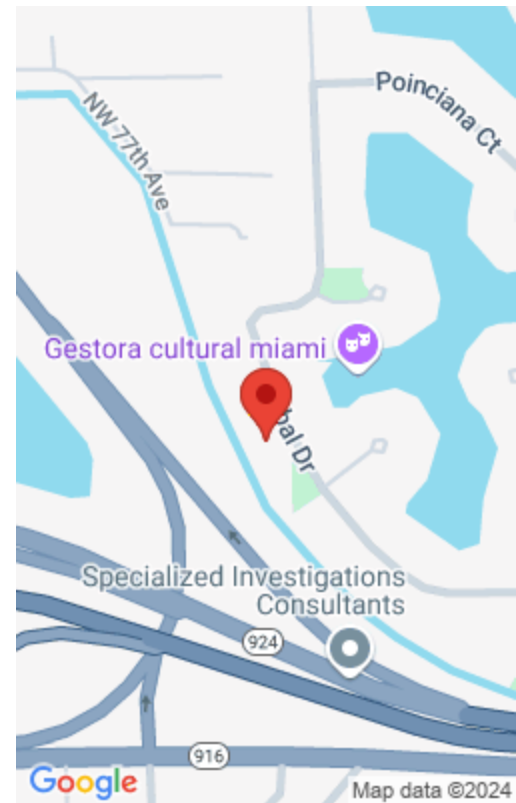 Poinciana Ct
NW 77th Ave
Gestora cultural miami
bal Dr
Specialized Investigations
Consultants
924
916
Google
Map data ©2024